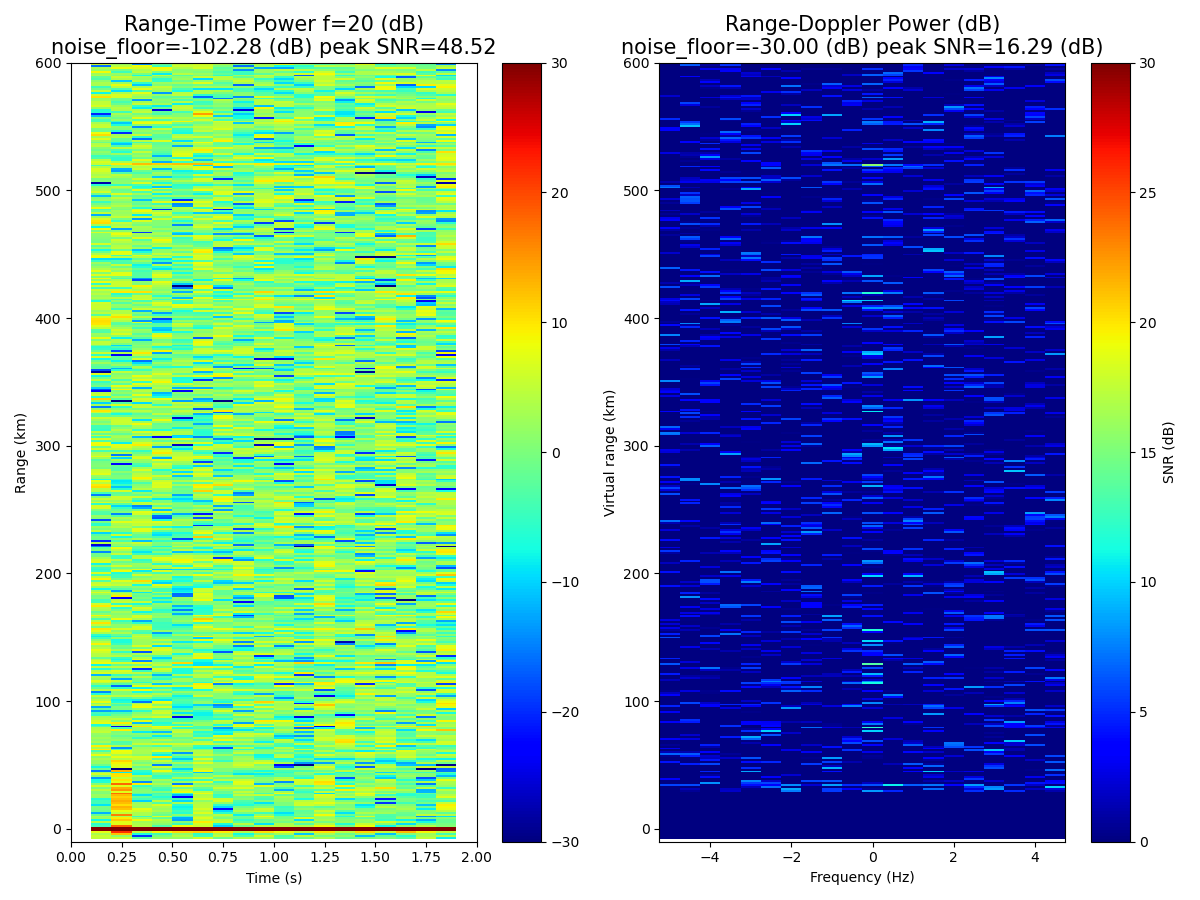 Range-Time Power f=20 (dB)
noise_floor=-102.28 (dB) peak SNR=48.52
600
500
400
300
200
100
0
Range (km)
0.00 0.25 0.50 0.75 1.00 1.25 1.50 1.75 2.00
Time (s)
30
20
10
0
−10
−20
−30
Range-Doppler Power (dB)
noise_floor=-30.00 (dB) peak SNR=16.29 (dB)
600
500
400
300
200
100
0
Virtual range (km)
−4 −2 0 2 4
Frequency (Hz)
30
25
20
15
10
5
0
SNR (dB)